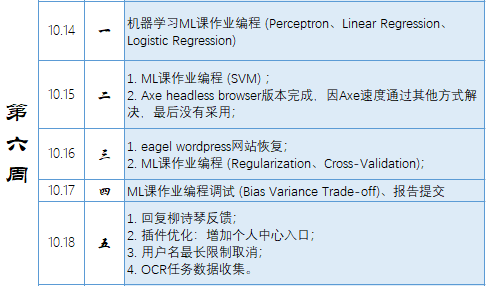 第六周
10.14 一 机器学习ML课作业编程 (Perceptron、Linear Regression、
Logistic Regression)
10.15 二 1. ML课作业编程 (SVM) ;
2. Axe headless browser版本完成，因Axe速度通过其他方式解
决，最后没有采用；
10.16 三 1. eagel wordpress网站恢复；
2. ML课作业编程 (Regularization、Cross-Validation)；
10.17 四 ML课作业编程调试 (Bias Variance Trade-off)、报告提交
10.18 五 1. 回复柳诗琴反馈；
2. 插件优化：增加个人中心入口；
3. 用户名最长限制取消；
4. OCR任务数据收集。